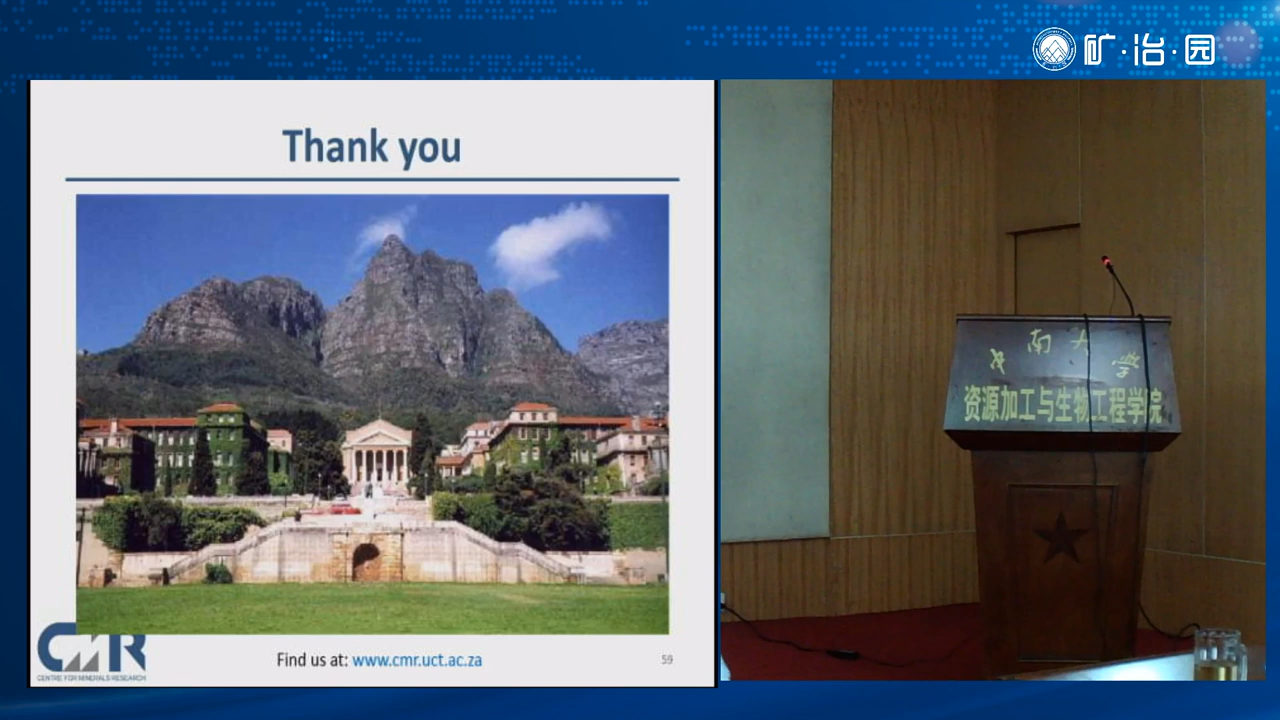 矿·冶·园
Thank you
CMR
CENTRE FOR MINERALS RESEARCH
Find us at: www.cmr.uct.ac.za
59
中南大学
资源加工与生物工程学院